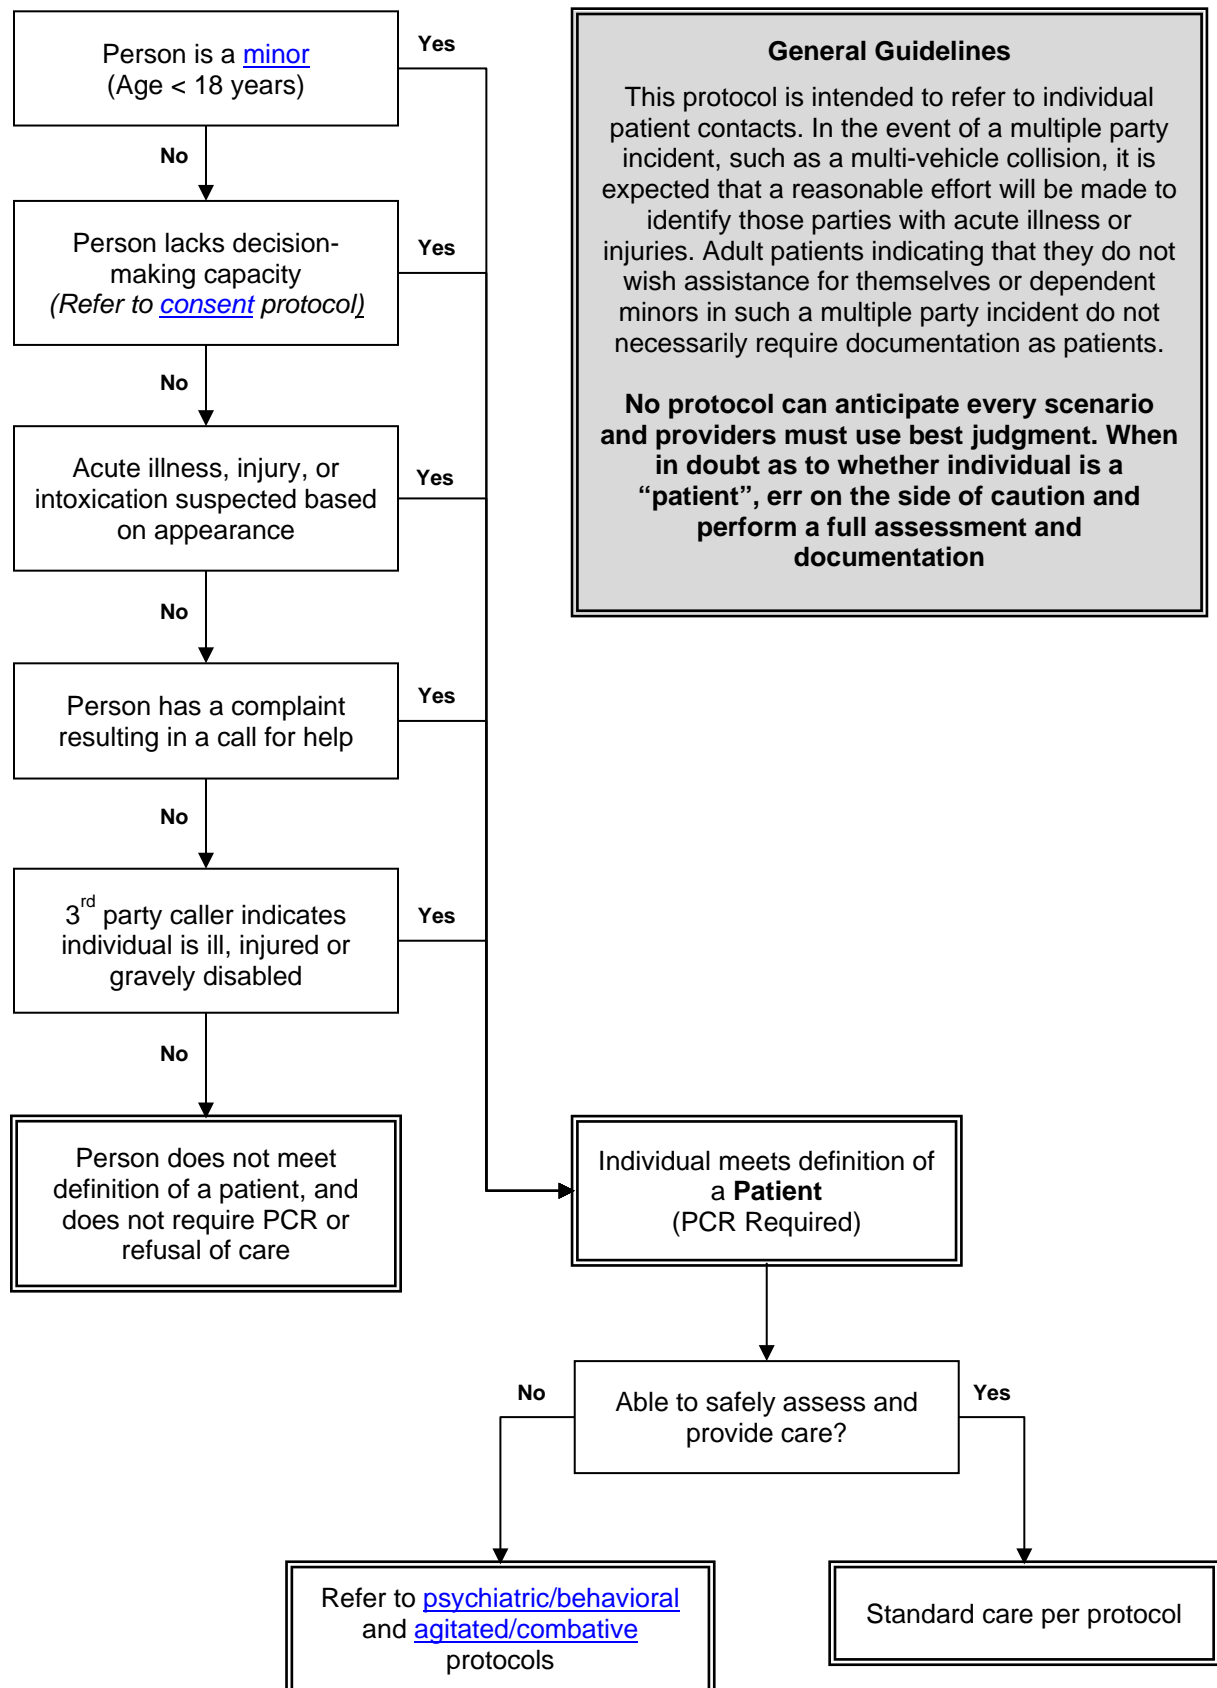 Person is a minor
(Age < 18 years)
Yes
No
Person lacks decision-
making capacity
(Refer to consent protocol)
Yes
No
Acute illness, injury, or
intoxication suspected based
on appearance
Yes
No
Person has a complaint
resulting in a call for help
Yes
No
3rd party caller indicates
individual is ill, injured or
gravely disabled
Yes
No
Person does not meet
definition of a patient, and
does not require PCR or
refusal of care
General Guidelines
This protocol is intended to refer to individual
patient contacts. In the event of a multiple party
incident, such as a multi-vehicle collision, it is
expected that a reasonable effort will be made to
identify those parties with acute illness or
injuries. Adult patients indicating that they do not
wish assistance for themselves or dependent
minors in such a multiple party incident do not
necessarily require documentation as patients.
No protocol can anticipate every scenario
and providers must use best judgment. When
in doubt as to whether individual is a
“patient”, err on the side of caution and
perform a full assessment and
documentation
Individual meets definition of
a Patient
(PCR Required)
Able to safely assess and
provide care?
No
Yes
Refer to psychiatric/behavioral
and agitated/combative
protocols
Standard care per protocol